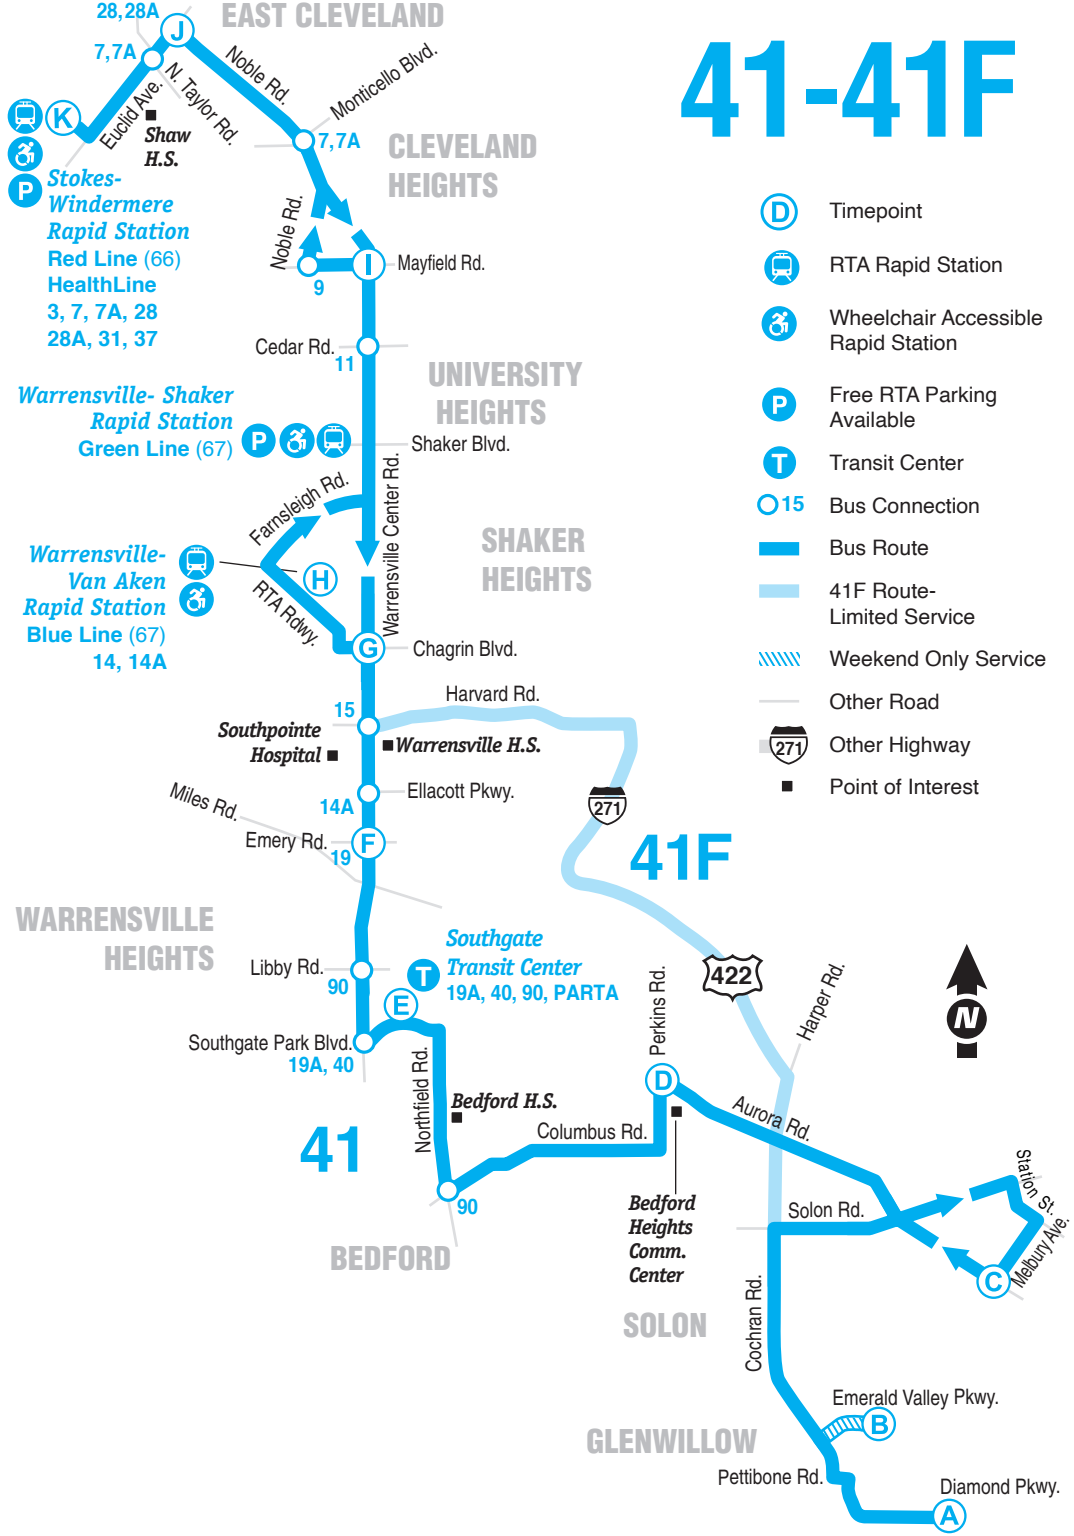 28, 28A
EAST CLEVELAND
J
7, 7A
Noble Rd.
Monticello Blvd.
41-41F
K
Euclid Ave.
N. Taylor Rd.
Shaw
H.S.
7, 7A
CLEVELAND
HEIGHTS
P
Stokes-
Windermere
Rapid Station
Red Line (66)
HealthLine
3, 7, 7A, 28
28A, 31, 37
Noble Rd.
I
Mayfield Rd.
9
D
Timepoint
RTA Rapid Station
Wheelchair Accessible
Rapid Station
P
Free RTA Parking
Available
T
Transit Center
15
Bus Connection
Bus Route
41F Route-
Limited Service
Weekend Only Service
Other Road
271
Other Highway
Point of Interest
Cedar Rd.
11
UNIVERSITY
HEIGHTS
Warrensville- Shaker
Rapid Station
Green Line (67)
P
Shaker Blvd.
Warrensville Center Rd.
Farnsleigh Rd.
SHAKER
HEIGHTS
Warrensville-
Van Aken
Rapid Station
Blue Line (67)
14, 14A
H
RTA Rdwy.
G
Chagrin Blvd.
Harvard Rd.
15
Southpointe
Hospital
Warrensville H.S.
14A
Ellacott Pkwy.
Miles Rd.
Emery Rd.
19
F
271
41F
WARRENSVILLE
HEIGHTS
Libby Rd.
90
Southgate
Transit Center
19A, 40, 90, PARTA
T
E
422
Harper Rd.
N
Southgate Park Blvd.
19A, 40
Northfield Rd.
Perkins Rd.
D
Bedford H.S.
Columbus Rd.
Aurora Rd.
41
90
BEDFORD
Bedford
Heights
Comm.
Center
Solon Rd.
Station St.
Melbury Ave.
C
SOLON
Cochran Rd.
Emerald Valley Pkwy.
B
GLENWILLOW
Pettibone Rd.
Diamond Pkwy.
A